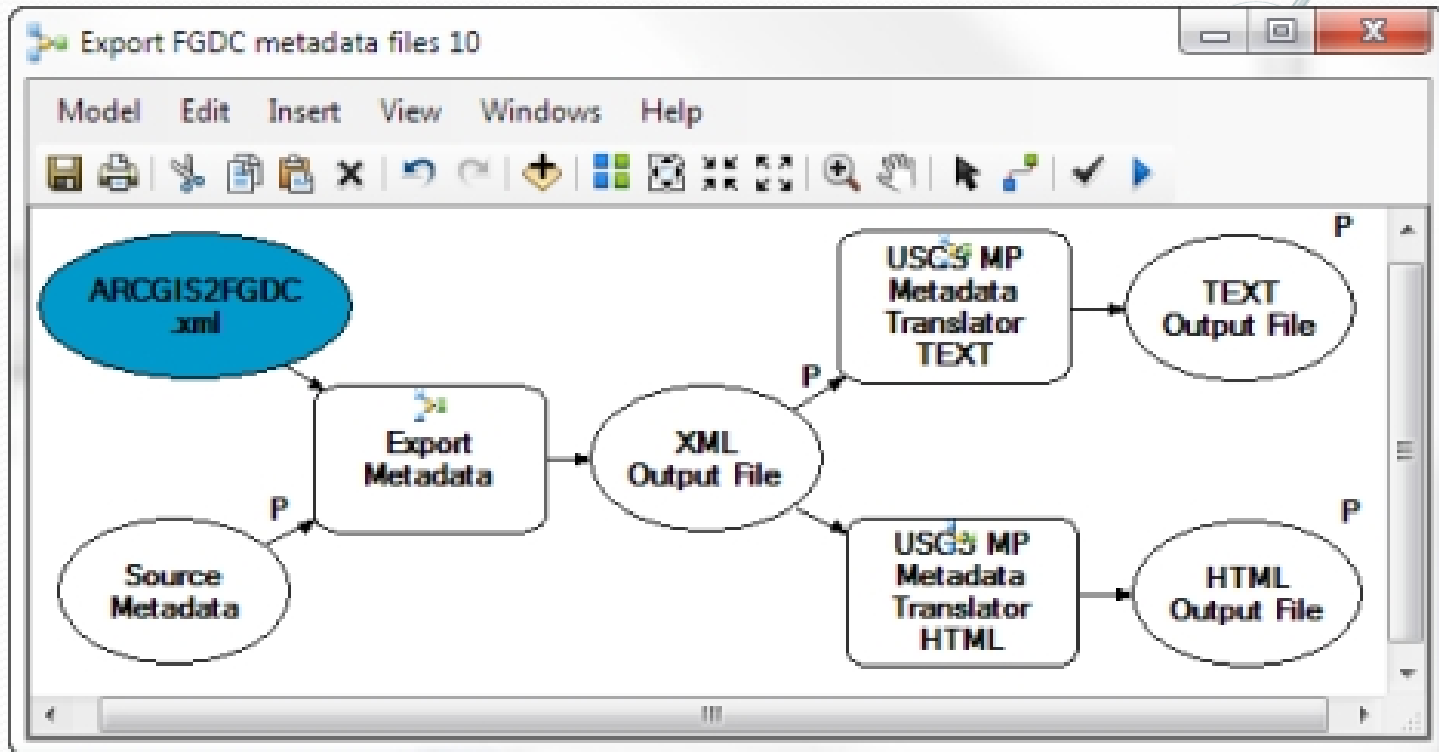 Export FGDC metadata files 10
Model Edit Insert View Windows Help
ARCGIS2FGDC
.xml
Source
Metadata
P
Export
Metadata
XML
Output File
P
USGS MP
Metadata
Translator
TEXT
TEXT
Output File
P
USGS MP
Metadata
Translator
HTML
HTML
Output File
P